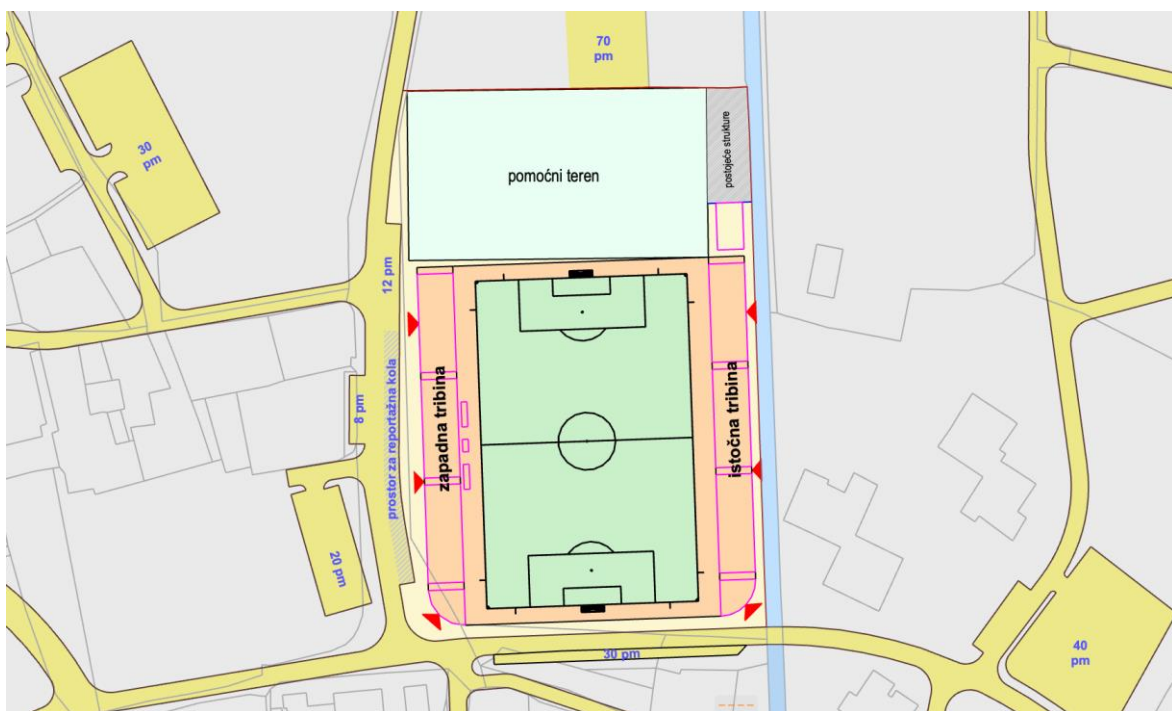 70
pm
30
pm
postojeće strukture
pomoćni teren
12 pm
prostor za reportažna kola
8 pm
zapadna tribina
istočna tribina
20 pm
30 pm
40
pm